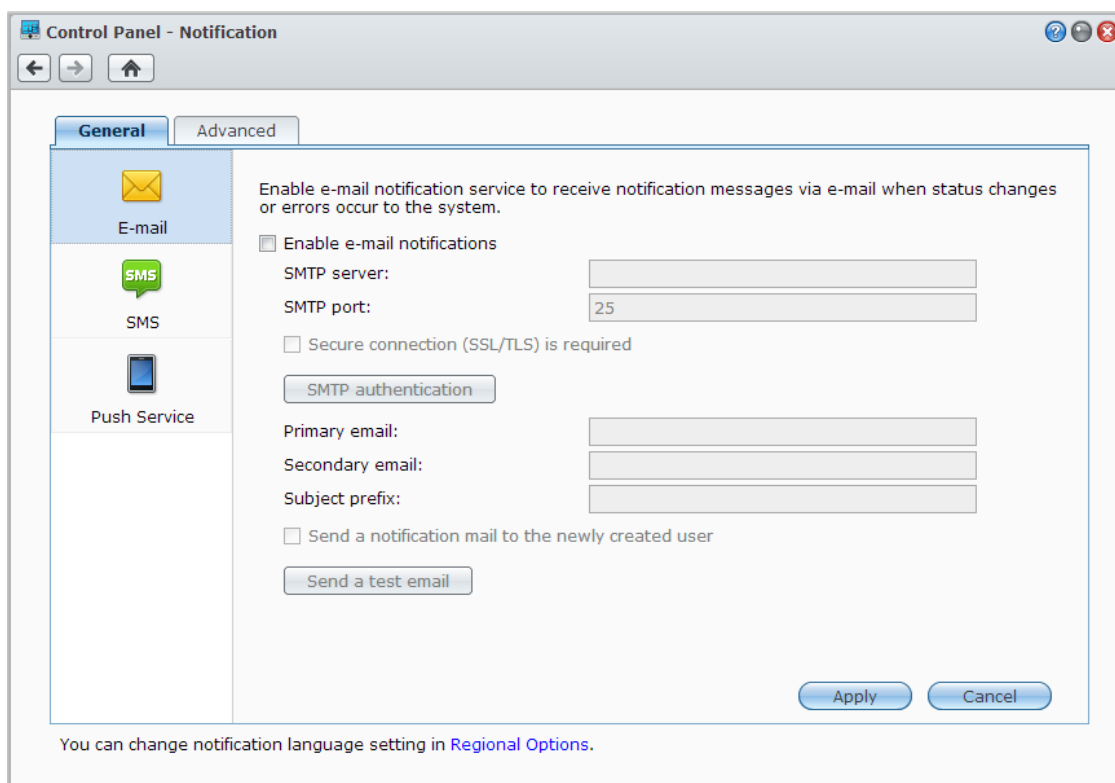 Control Panel - Notification
General
Advanced
E-mail
SMS
SMS
Push Service
Enable e-mail notification service to receive notification messages via e-mail when status changes
or errors occur to the system.
Enable e-mail notifications
SMTP server:
SMTP port: 25
Secure connection (SSL/TLS) is required
SMTP authentication
Primary email:
Secondary email:
Subject prefix:
Send a notification mail to the newly created user
Send a test email
Apply
Cancel
You can change notification language setting in Regional Options.